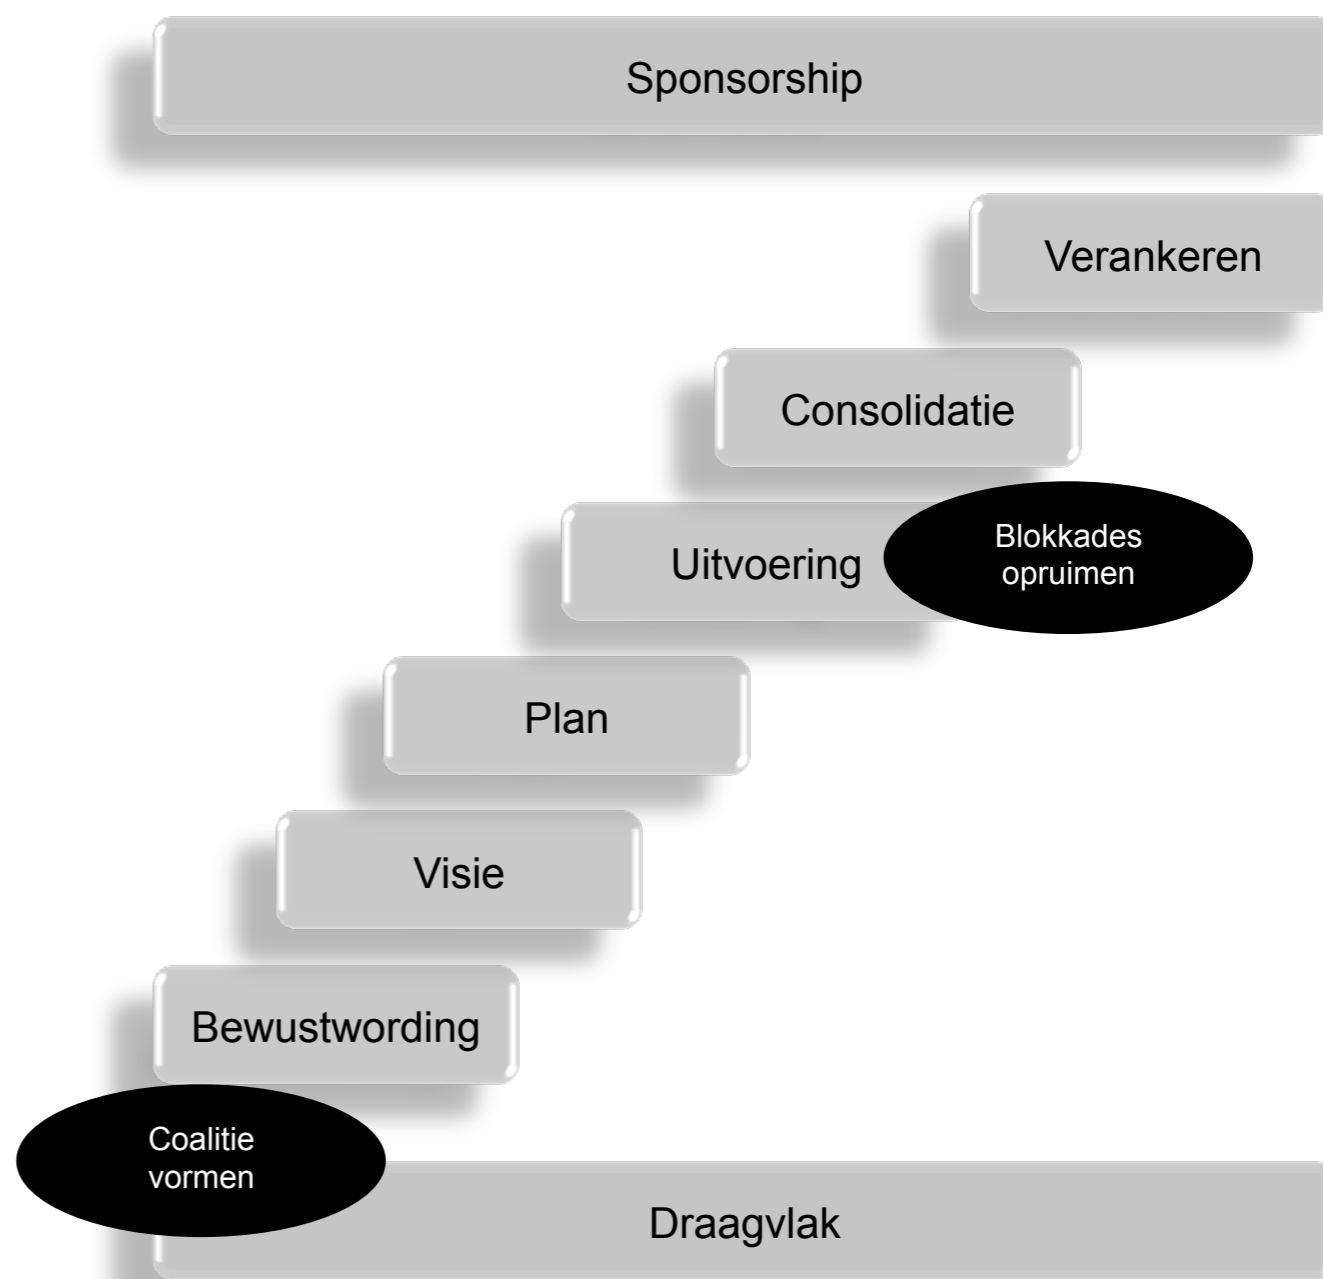 Sponsorship
Verankeren
Consolidatie
Uitvoering
Blokkades
opruimen
Plan
Visie
Bewustwording
Coalitie
vormen
Draagvlak